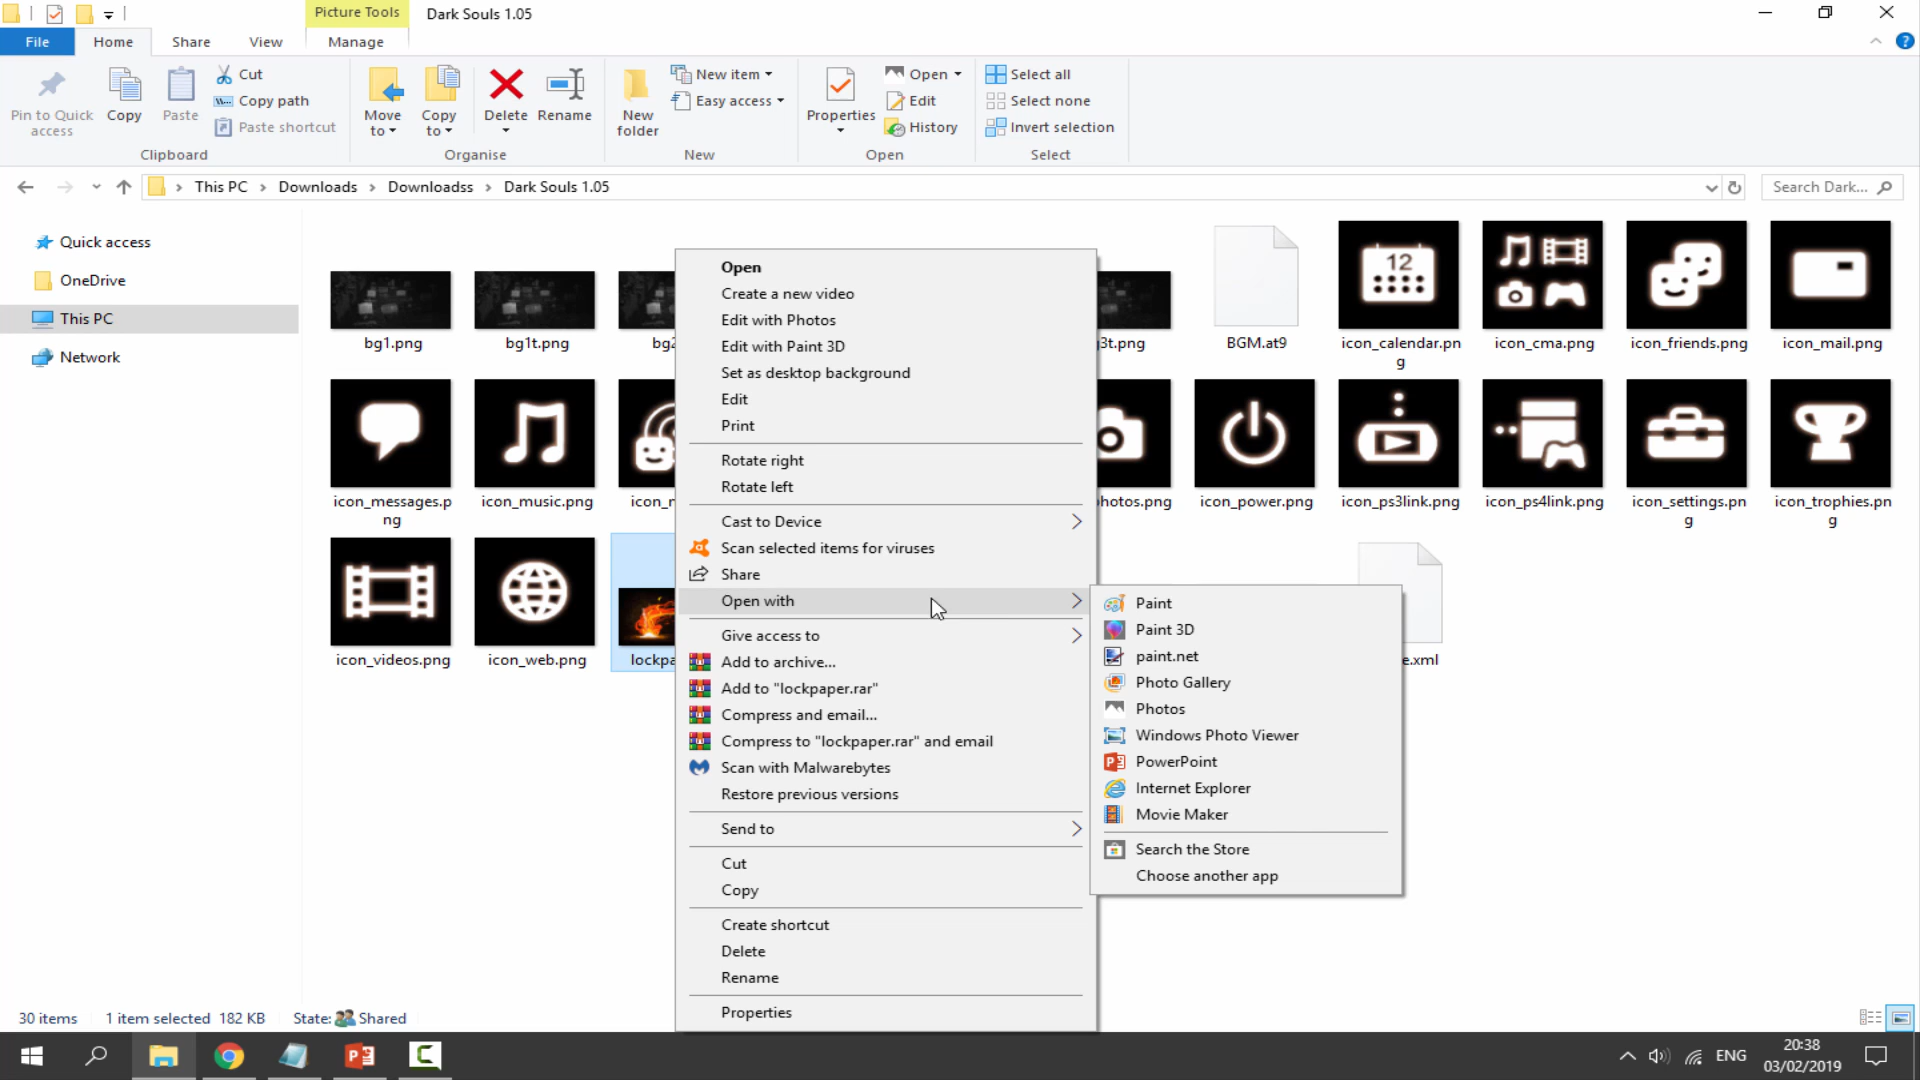 Picture Tools
Dark Souls 1.05
File
Home
Share
View
Manage
Pin to Quick access
Copy
Paste
Cut
Copy path
Paste shortcut
Clipboard
Move to
Copy to
Delete
Rename
Organise
New folder
New item
Easy access
New
Properties
Open
Edit
History
Open
Select all
Select none
Invert selection
Select
This PC
Downloads
Downloadss
Dark Souls 1.05
Search Dark...
Quick access
OneDrive
This PC
Network
bg1.png
bg1t.png
bg2
3t.png
BGM.at9
12
icon_calendar.pn
g
icon_cma.png
icon_friends.png
icon_mail.png
icon_messages.p
ng
icon_music.png
icon_r
hotos.png
icon_power.png
icon_ps3link.png
icon_ps4link.png
icon_settings.pn
g
icon_trophies.pn
g
icon_videos.png
icon_web.png
lockpa
e.xml
Open
Create a new video
Edit with Photos
Edit with Paint 3D
Set as desktop background
Edit
Print
Rotate right
Rotate left
Cast to Device
Scan selected items for viruses
Share
Open with
Give access to
Add to archive...
Add to "lockpaper.rar"
Compress and email...
Compress to "lockpaper.rar" and email
Scan with Malwarebytes
Restore previous versions
Send to
Cut
Copy
Create shortcut
Delete
Rename
Properties
Paint
Paint 3D
paint.net
Photo Gallery
Photos
Windows Photo Viewer
PowerPoint
Internet Explorer
Movie Maker
Search the Store
Choose another app
30 items
1 item selected 182 KB
State: Shared
ENG
20:38
03/02/2019